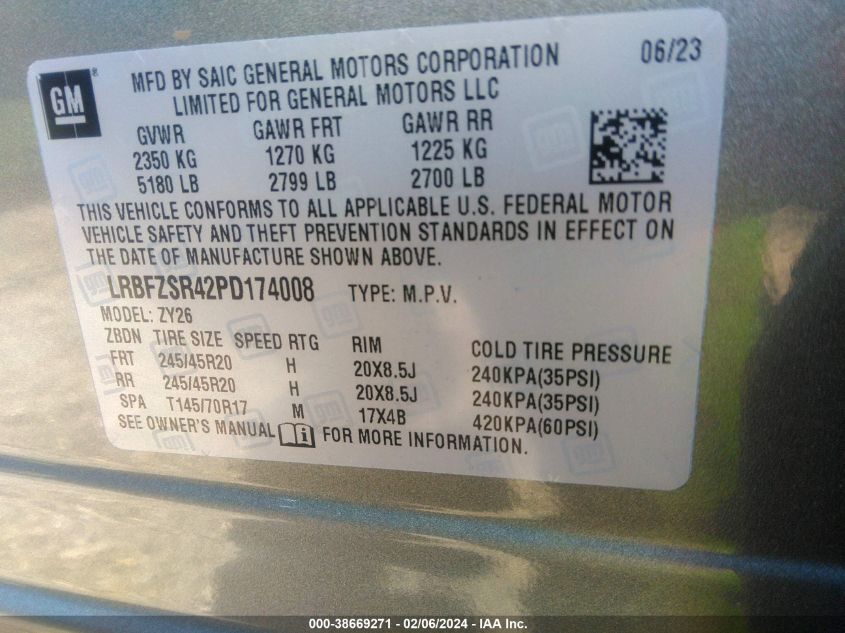 GM ®
MFD BY SAIC GENERAL MOTORS CORPORATION 06/23
LIMITED FOR GENERAL MOTORS LLC
GVWR GAWR FRT GAWR RR
2350 KG 1270 KG 1225 KG
5180 LB 2799 LB 2700 LB
THIS VEHICLE CONFORMS TO ALL APPLICABLE U.S. FEDERAL MOTOR
VEHICLE SAFETY AND THEFT PREVENTION STANDARDS IN EFFECT ON
THE DATE OF MANUFACTURE SHOWN ABOVE.
LRBFZSR42PD174008 TYPE: M.P.V.
MODEL: ZY26
ZBDN TIRE SIZE SPEED RTG RIM COLD TIRE PRESSURE
FRT 245/45R20 H 20X8.5J 240KPA(35PSI)
RR 245/45R20 H 20X8.5J 240KPA(35PSI)
SPA T145/70R17 M 17X4B 420KPA(60PSI)
SEE OWNER'S MANUAL i FOR MORE INFORMATION.
000-38669271 - 02/06/2024 - IAA Inc.